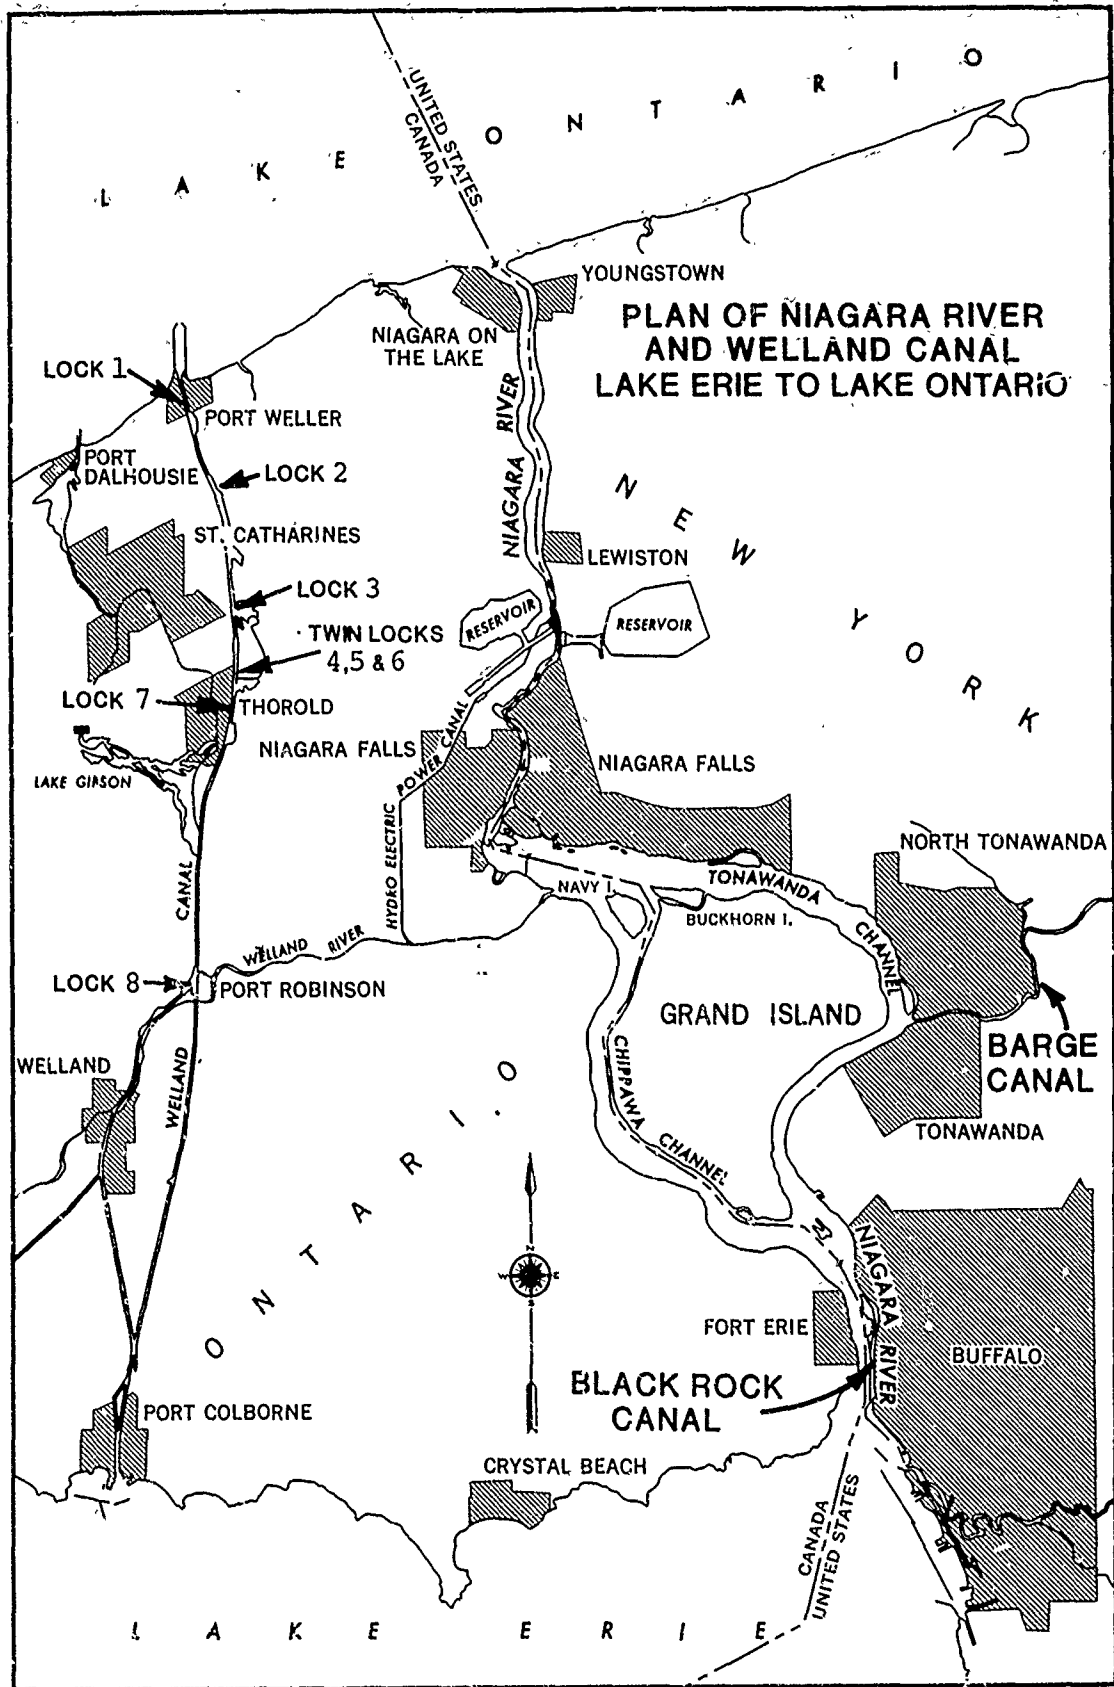 LAKE ONTARIO
UNITED STATES
CANADA
YOUNGSTOWN
PLAN OF NIAGARA RIVER
AND WELLAND CANAL
LAKE ERIE TO LAKE ONTARIO
NIAGARA ON
THE LAKE
LOCK 1
PORT WELLER
NIAGARA RIVER
PORT
DALHOUSIE
LOCK 2
NEW YORK
ST. CATHARINES
LEWISTON
LOCK 3
RESERVOIR
RESERVOIR
TWIN LOCKS
4,5 & 6
LOCK 7
THOROLD
NIAGARA FALLS
NIAGARA FALLS
LAKE GIBSON
HYDRO ELECTRIC POWER CANAL
NORTH TONAWANDA
NAVY I.
TONAWANDA CHANNEL
BUCKHORN I.
WELLAND CANAL
WELLAND RIVER
LOCK 8
PORT ROBINSON
GRAND ISLAND
BARGE
CANAL
WELLAND
CHIPPAWA CHANNEL
TONAWANDA
ONTARIO
N
W E
S
NIAGARA RIVER
FORT ERIE
BUFFALO
BLACK ROCK
CANAL
PORT COLBORNE
CRYSTAL BEACH
CANADA
UNITED STATES
LAKE ERIE